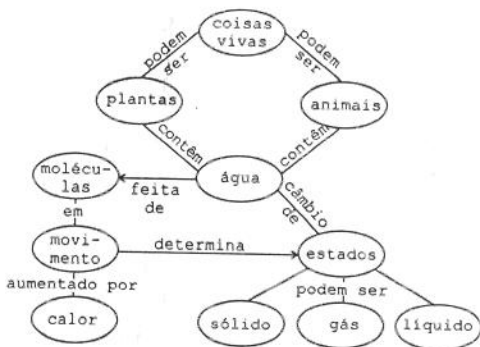 coisas
vivas
podem
ser
podem
ser
plantas
animais
contêm
contêm
água
molécu-
las
feita
de
câmbio
de
em
movi-
mento
determina
estados
aumentado por
podem ser
calor
sólido
gás
líquido